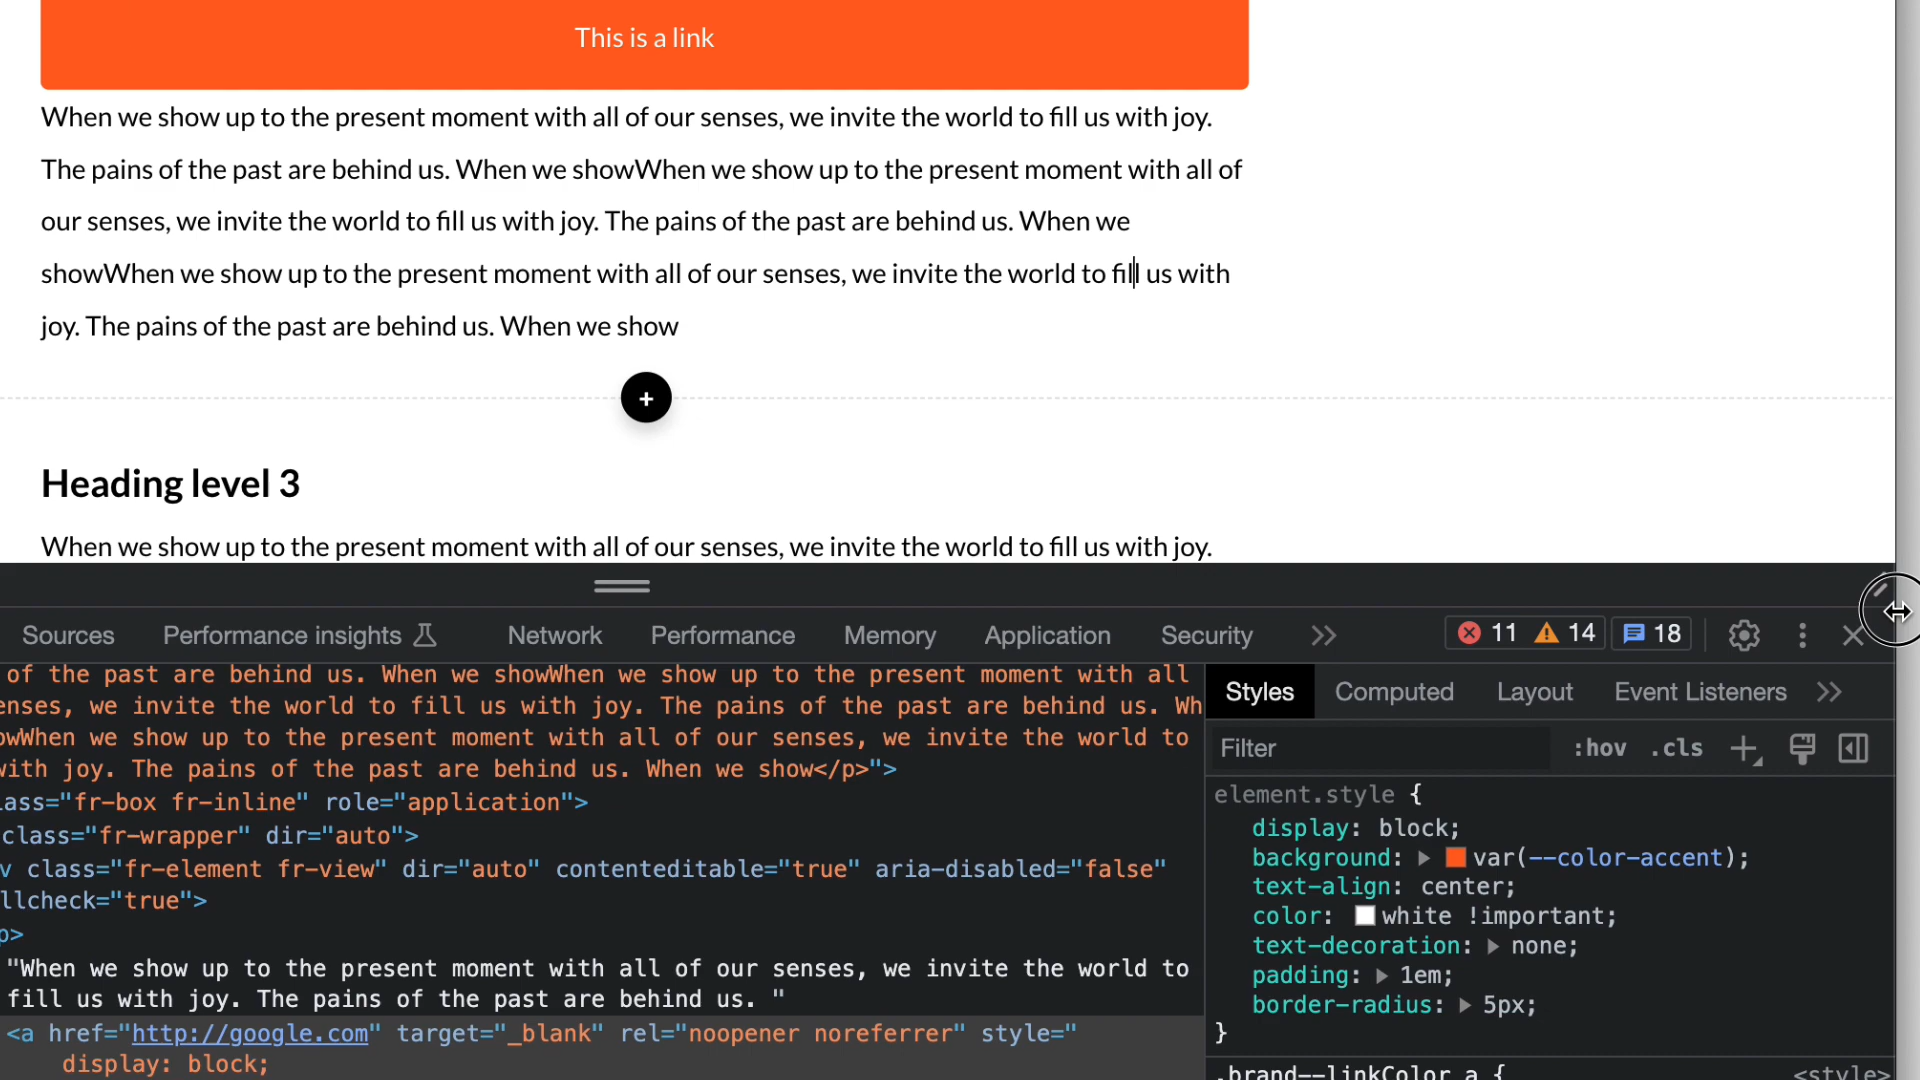 This is a link
When we show up to the present moment with all of our senses, we invite the world to fill us with joy.
The pains of the past are behind us. When we showWhen we show up to the present moment with all of
our senses, we invite the world to fill us with joy. The pains of the past are behind us. When we
showWhen we show up to the present moment with all of our senses, we invite the world to fill us with
joy. The pains of the past are behind us. When we show
+
Heading level 3
When we show up to the present moment with all of our senses, we invite the world to fill us with joy.
Sources Performance insights Network Performance Memory Application Security 11 14 18
of the past are behind us. When we showWhen we show up to the present moment with all
enses, we invite the world to fill us with joy. The pains of the past are behind us. Wh
owWhen we show up to the present moment with all of our senses, we invite the world to
with joy. The pains of the past are behind us. When we show</p>">
lass="fr-box fr-inline" role="application">
class="fr-wrapper" dir="auto">
v class="fr-element fr-view" dir="auto" contenteditable="true" aria-disabled="false"
llcheck="true">
p>
"When we show up to the present moment with all of our senses, we invite the world to
fill us with joy. The pains of the past are behind us. "
<a href="http://google.com" target="_blank" rel="noopener noreferrer" style="
display: block;
Styles Computed Layout Event Listeners
Filter :hov .cls
element.style {
display: block;
background: var(--color-accent);
text-align: center;
color: white !important;
text-decoration: none;
padding: 1em;
border-radius: 5px;
}
.brand--linkColor a { <style>